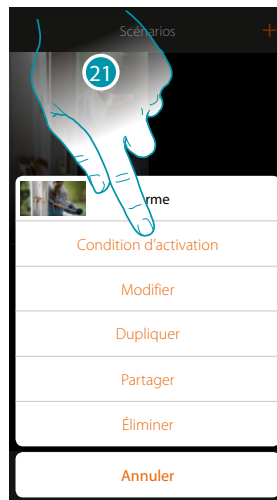 Scénarios +
21
rme
Condition d'activation
Modifier
Dupliquer
Partager
Éliminer
Annuler